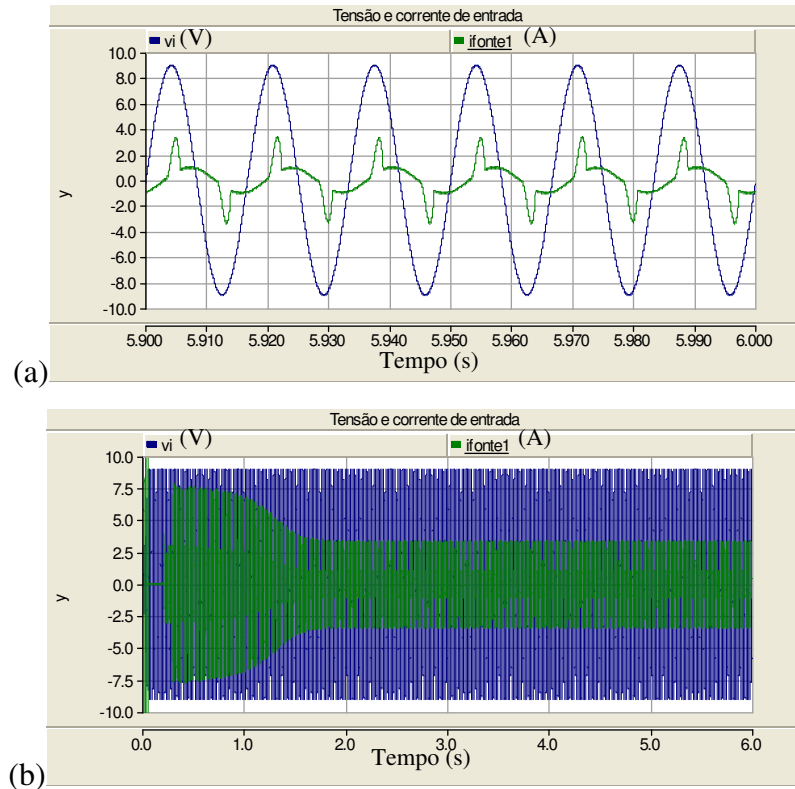 Tensão e corrente de entrada
vi (V) ifonte1 (A)
10.0
8.0
6.0
4.0
2.0
0.0
-2.0
-4.0
-6.0
-8.0
-10.0
y
5.900 5.910 5.920 5.930 5.940 5.950 5.960 5.970 5.980 5.990 6.000
Tempo (s)
(a)
Tensão e corrente de entrada
vi (V) ifonte1 (A)
10.0
7.5
5.0
2.5
0.0
-2.5
-5.0
-7.5
-10.0
y
0.0 1.0 2.0 3.0 4.0 5.0 6.0
Tempo (s)
(b)